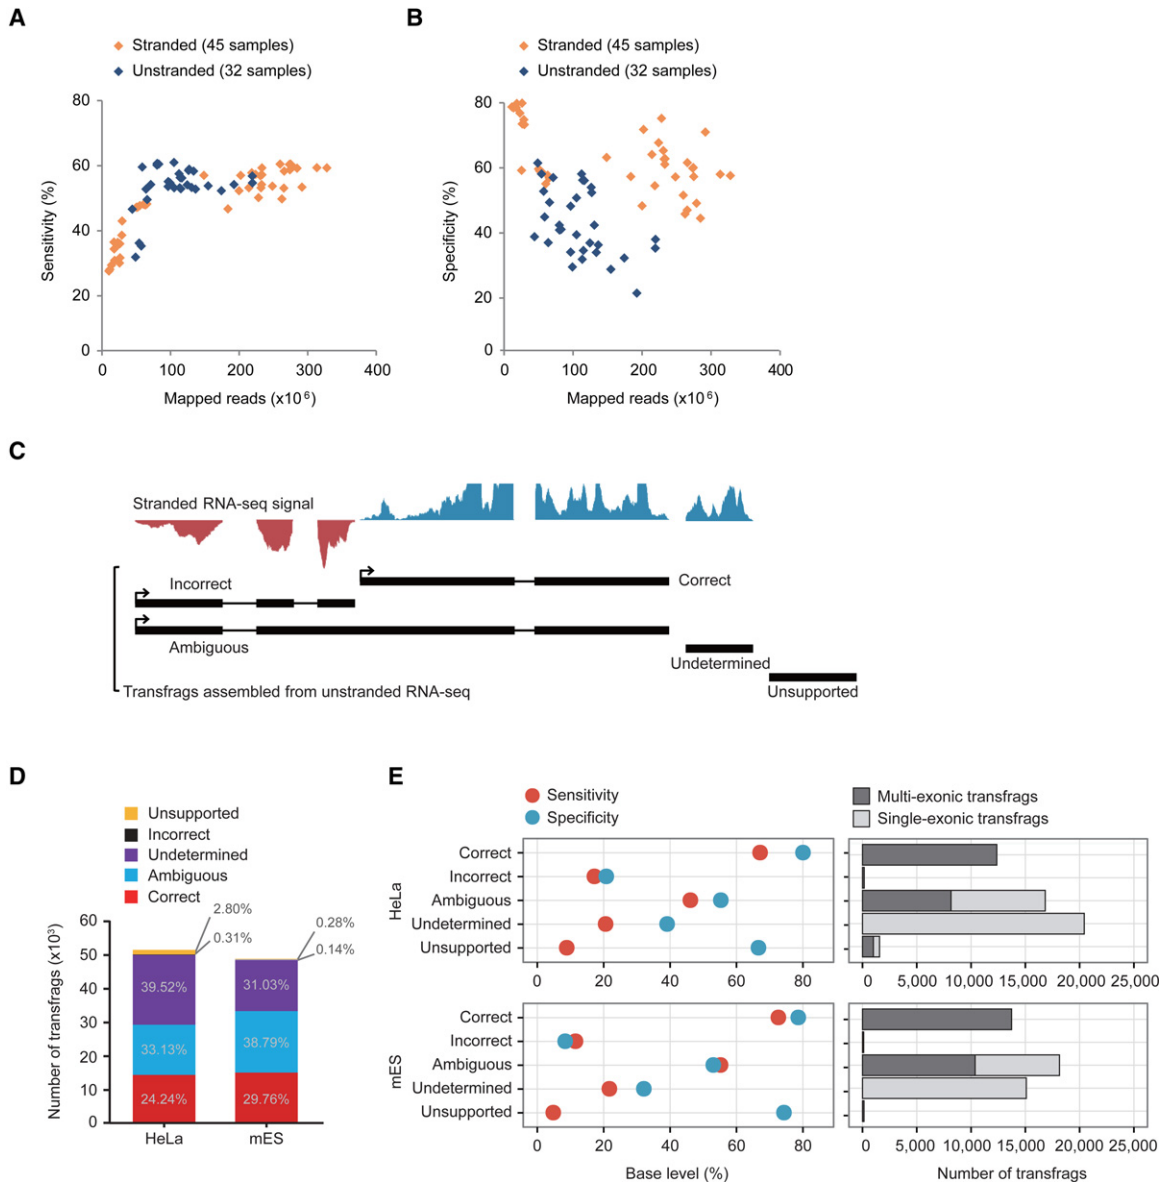 A
Stranded (45 samples)
Unstranded (32 samples)
80
60
40
20
0
Sensitivity (%)
0 100 200 300 400
Mapped reads (x10⁶)
B
Stranded (45 samples)
Unstranded (32 samples)
80
60
40
20
0
Specificity (%)
0 100 200 300 400
Mapped reads (x10⁶)
C
Stranded RNA-seq signal
Incorrect
Correct
Ambiguous
Undetermined
Unsupported
Transfrags assembled from unstranded RNA-seq
D
Unsupported
Incorrect
Undetermined
Ambiguous
Correct
Number of transfrags (x10³)
60
50
40
30
20
10
0
2.80%
0.31%
0.28%
0.14%
39.52%
31.03%
33.13%
38.79%
24.24%
29.76%
HeLa mES
E
Sensitivity
Specificity
Multi-exonic transfrags
Single-exonic transfrags
HeLa
Correct
Incorrect
Ambiguous
Undetermined
Unsupported
0 20 40 60 80
0 5,000 10,000 15,000 20,000 25,000
mES
Correct
Incorrect
Ambiguous
Undetermined
Unsupported
0 20 40 60 80
0 5,000 10,000 15,000 20,000 25,000
Base level (%)
Number of transfrags